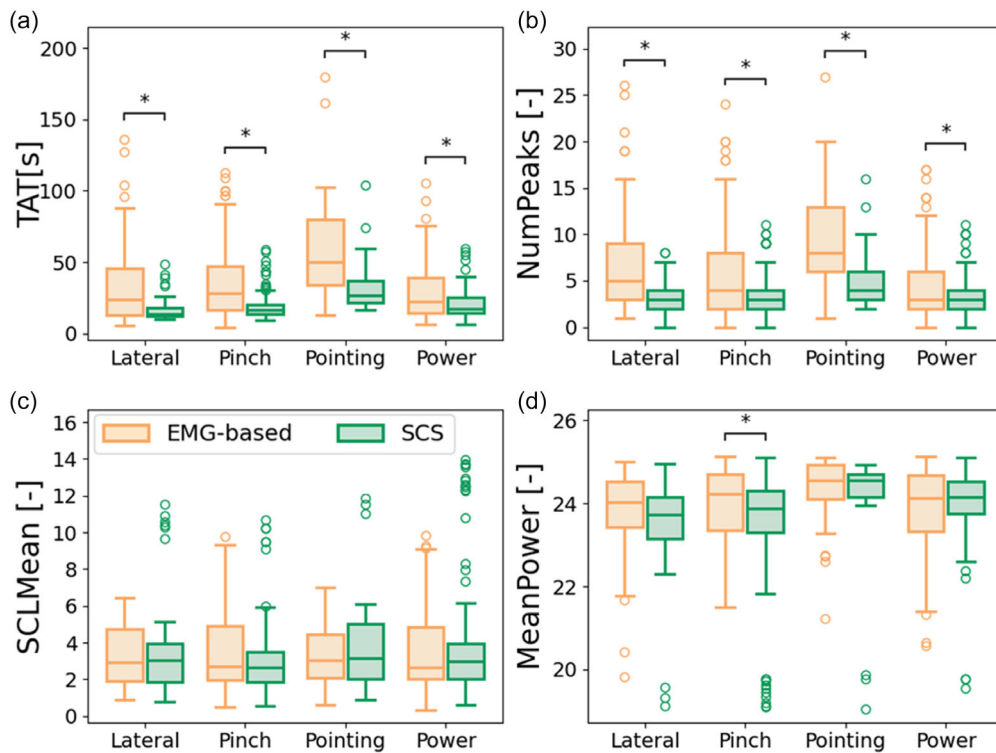 (a)
TAT[s]
200
150
100
50
0
* * * *
Lateral Pinch Pointing Power
(b)
NumPeaks [-]
30
25
20
15
10
5
0
* * * *
Lateral Pinch Pointing Power
(c)
SCLMean [-]
16
14
12
10
8
6
4
2
0
EMG-based SCS
Lateral Pinch Pointing Power
(d)
MeanPower [-]
26
24
22
20
*
Lateral Pinch Pointing Power